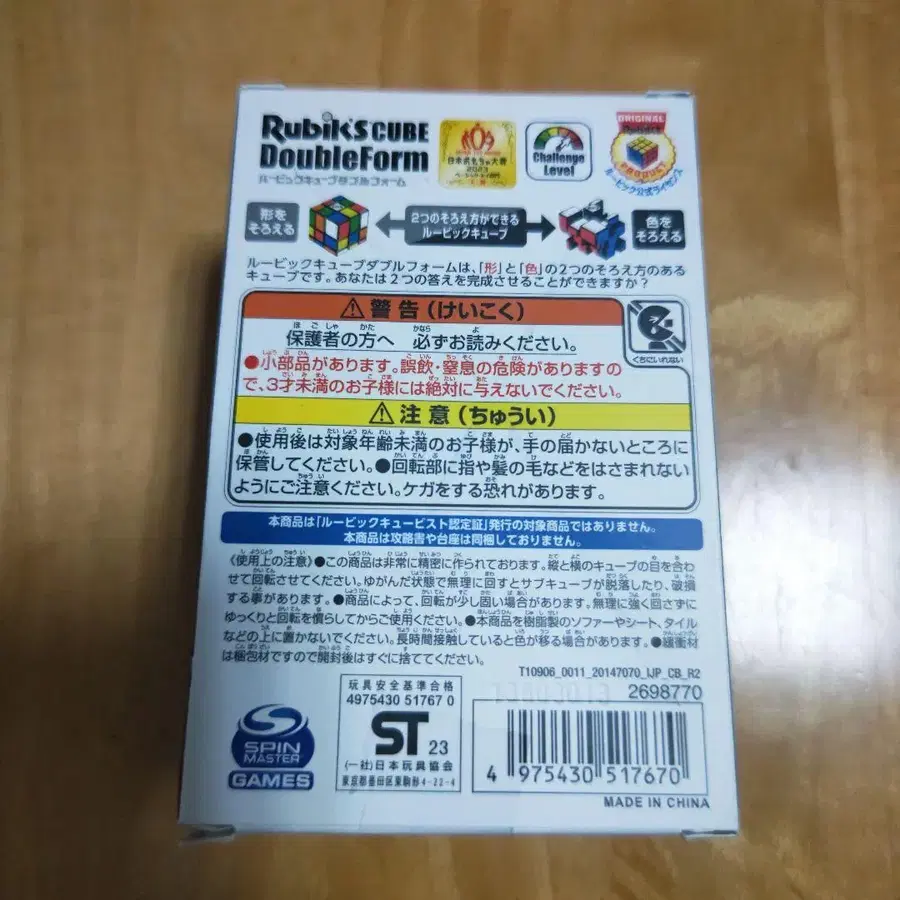 Rubik's CUBE
DoubleForm
ルービックキューブダブルフォーム
日本おもちゃ大賞
2023
Challenge
Level
ORIGINAL
Rubik's
PRODUCT
ルービック公式ライセンス
形を
そろえる
2つのそろえ方ができる
ルービックキューブ
色を
そろえる
ルービックキューブダブルフォームは、「形」と「色」の2つのそろえ方のある
キューブです。あなたは2つの答えを完成させることができますか?
⚠警告(けいこく)
保護者の方へ 必ずお読みください。
●小部品があります。誤飲・窒息の危険がありますの
で、3才未満のお子様には絶対に与えないでください。
くちにいれない
⚠注意(ちゅうい)
●使用後は対象年齢未満のお子様が、手の届かないところに
保管してください。●回転部に指や髪の毛などをはさまれない
ようにご注意ください。ケガをする恐れがあります。
本商品は「ルービックキュービスト認定証」発行の対象商品ではありません。
本商品は攻略書や台座は同梱しておりません。
《使用上の注意》●この商品は非常に精密に作られております。縦と横のキューブの目を合わ
せて回転させてください。ゆがんだ状態で無理に回すとサブキューブが脱落したり、破損
する事があります。●商品によって、回転が少し固い場合があります。無理に強く回さずに
ゆっくりと回転を慣らしてからご使用ください。●本商品を樹脂製のソファーやシート、タイル
などの上に置かないでください。長時間接触していると色が移る場合があります。●緩衝材
は梱包材ですので開封後はすぐに捨ててください。
T10906_0011_20147070_IJP_CB_R2
2698770
SPIN
MASTER
GAMES
玩具安全基準合格
4975430 51767 0
ST 23
(一社)日本玩具協会
東京都墨田区東駒形4-22-4
4 975430 517670
MADE IN CHINA